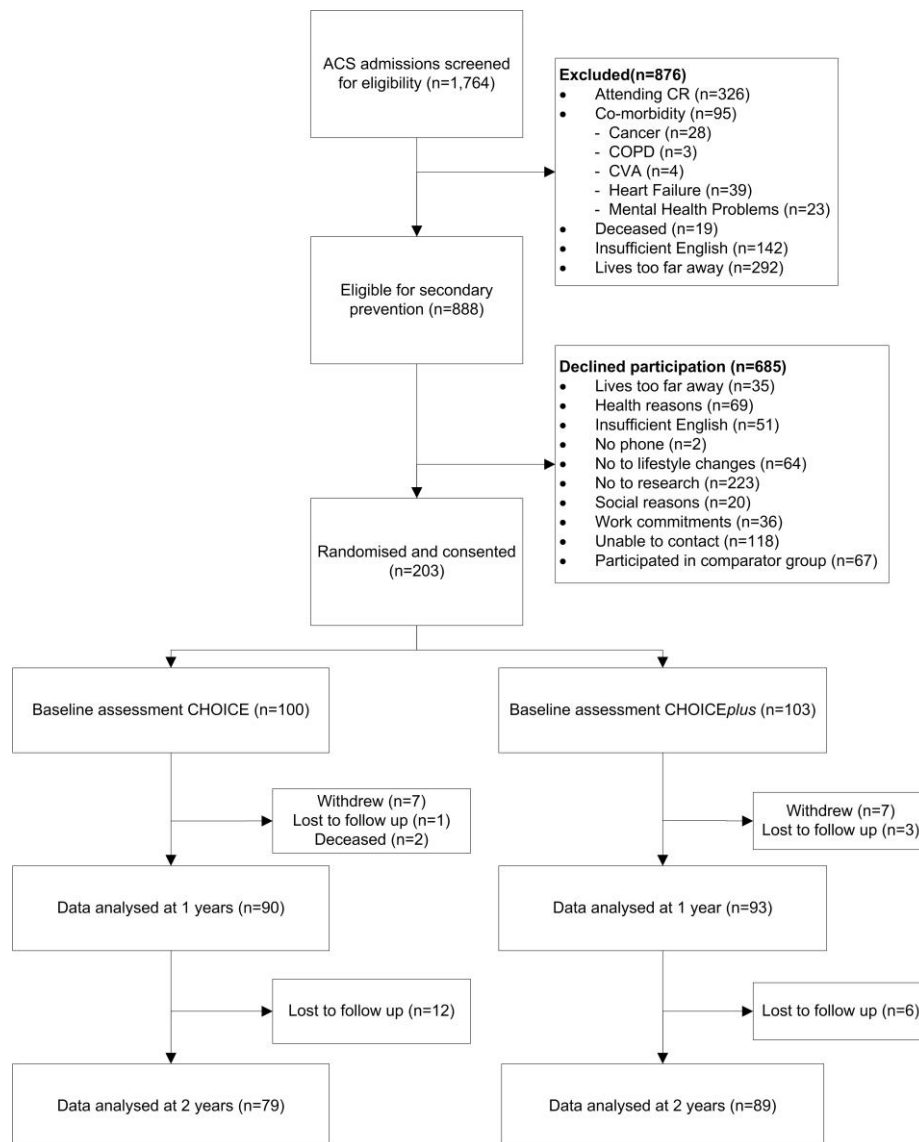 ACS admissions screened
for eligibility (n=1,764)
Excluded(n=876)
• Attending CR (n=326)
• Co-morbidity (n=95)
- Cancer (n=28)
- COPD (n=3)
- CVA (n=4)
- Heart Failure (n=39)
- Mental Health Problems (n=23)
• Deceased (n=19)
• Insufficient English (n=142)
• Lives too far away (n=292)
Eligible for secondary
prevention (n=888)
Declined participation (n=685)
• Lives too far away (n=35)
• Health reasons (n=69)
• Insufficient English (n=51)
• No phone (n=2)
• No to lifestyle changes (n=64)
• No to research (n=223)
• Social reasons (n=20)
• Work commitments (n=36)
• Unable to contact (n=118)
• Participated in comparator group (n=67)
Randomised and consented
(n=203)
Baseline assessment CHOICE (n=100)
Baseline assessment CHOICEplus (n=103)
Withdrew (n=7)
Lost to follow up (n=1)
Deceased (n=2)
Withdrew (n=7)
Lost to follow up (n=3)
Data analysed at 1 years (n=90)
Data analysed at 1 year (n=93)
Lost to follow up (n=12)
Lost to follow up (n=6)
Data analysed at 2 years (n=79)
Data analysed at 2 years (n=89)